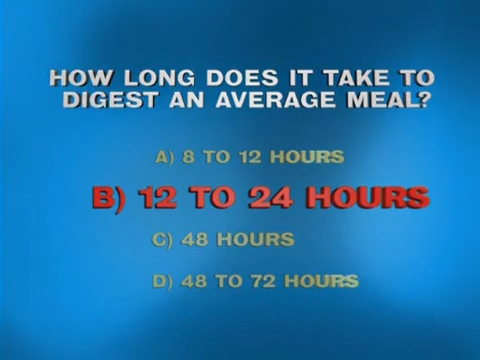 HOW LONG DOES IT TAKE TO
DIGEST AN AVERAGE MEAL?
A) 8 TO 12 HOURS
B) 12 TO 24 HOURS
C) 48 HOURS
D) 48 TO 72 HOURS